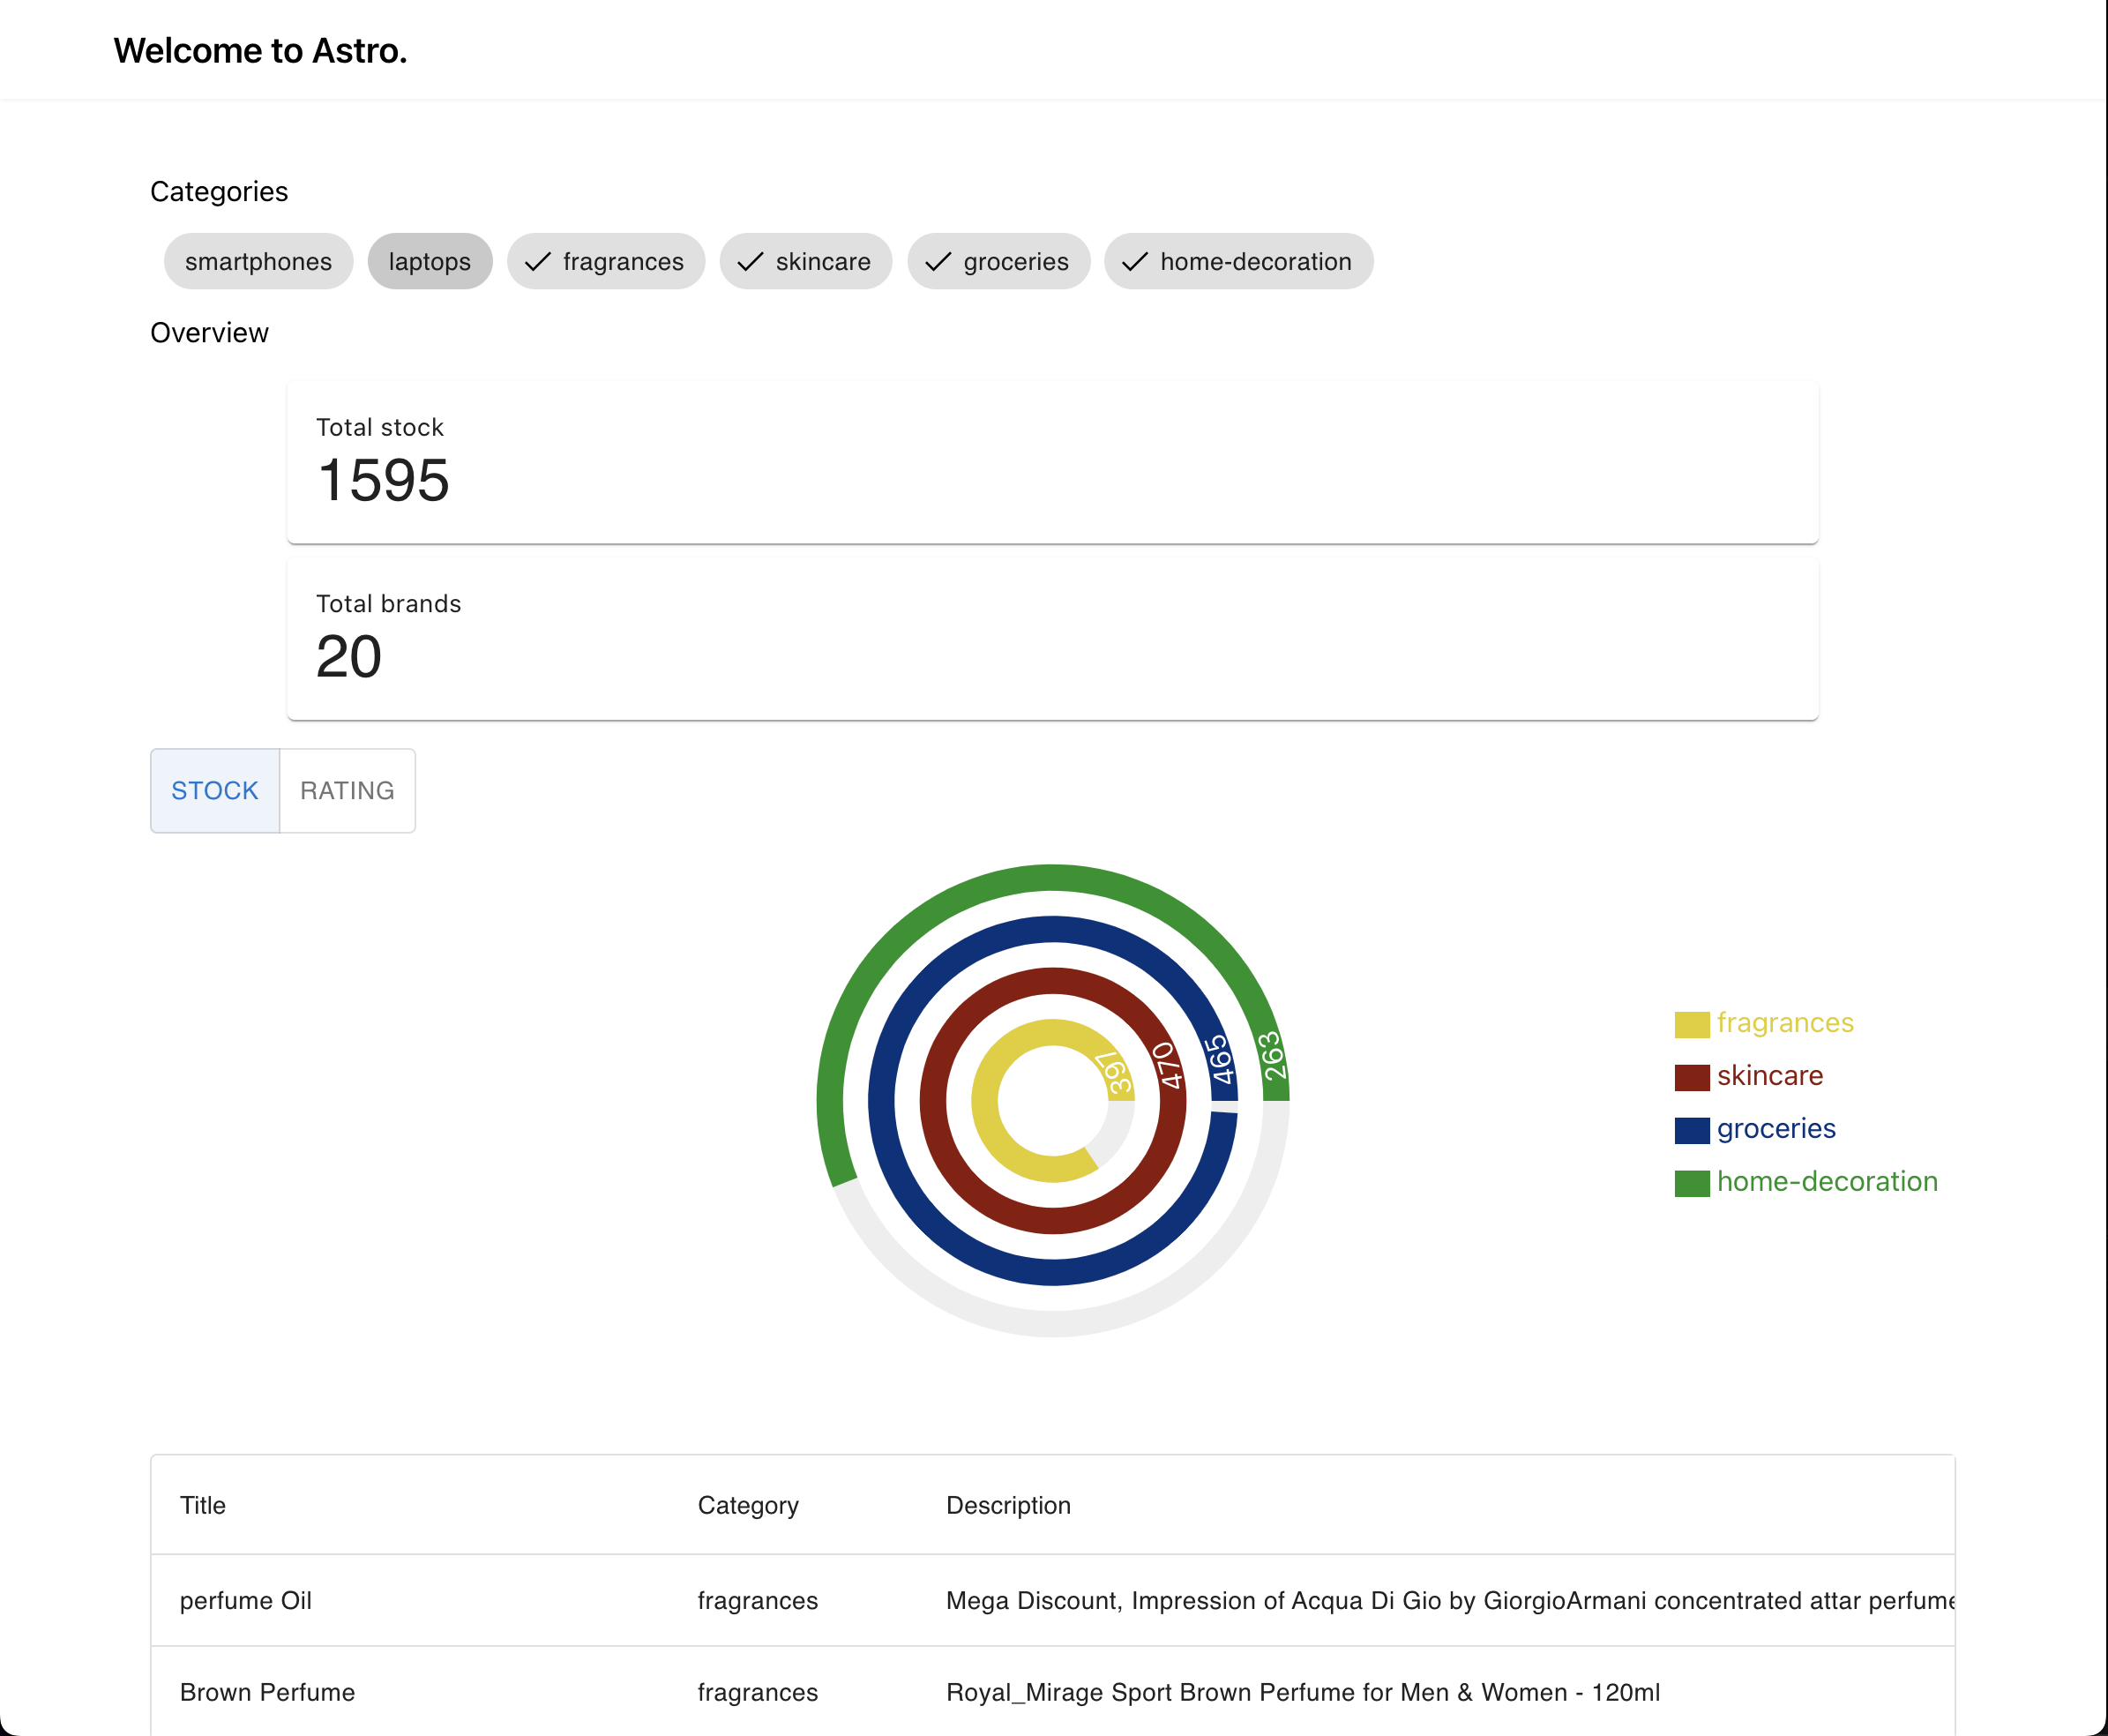 Welcome to Astro.
Categories
smartphones laptops fragrances skincare groceries home-decoration
Overview
Total stock
1595
Total brands
20
STOCK RATING
397 470 465 263
fragrances
skincare
groceries
home-decoration
Title Category Description
perfume Oil fragrances Mega Discount, Impression of Acqua Di Gio by GiorgioArmani concentrated attar perfume
Brown Perfume fragrances Royal_Mirage Sport Brown Perfume for Men & Women - 120ml